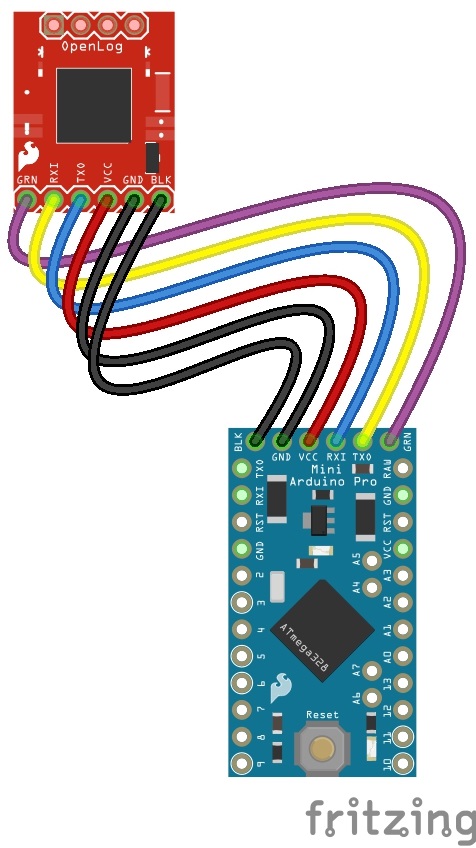 OpenLog
GRN RXI TXO VCC GND BLK
BLK GND VCC RXI TXO GRN
TXO Mini RAW
Arduino Pro
RXI GND
RST RST
GND A5 VCC
2 A4 A3
3 A2
4 ATmega328 A1
5 A0
6 A7 13
7 A6 12
8 Reset 11
9 10
fritzing